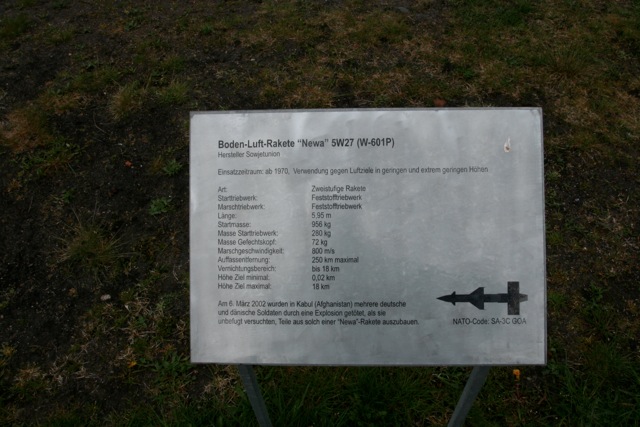 Boden-Luft-Rakete "Newa" 5W27 (W-601P)
Hersteller Sowjetunion
Einsatzzeitraum: ab 1970, Verwendung gegen Luftziele in geringen und extrem geringen Höhen
Art: Zweistufige Rakete
Starttriebwerk: Feststofftriebwerk
Marschtriebwerk: Feststofftriebwerk
Länge: 5,95 m
Startmasse: 956 kg
Masse Starttriebwerk: 280 kg
Masse Gefechtskopf: 72 kg
Marschgeschwindigkeit: 800 m/s
Auffassentfernung: 250 km maximal
Vernichtungsbereich: bis 18 km
Höhe Ziel minimal: 0,02 km
Höhe Ziel maximal: 18 km
Am 6. März 2002 wurden in Kabul (Afghanistan) mehrere deutsche
und dänische Soldaten durch eine Explosion getötet, als sie
unbefugt versuchten, Teile aus solch einer "Newa"-Rakete auszubauen.
NATO-Code: SA-3C GOA